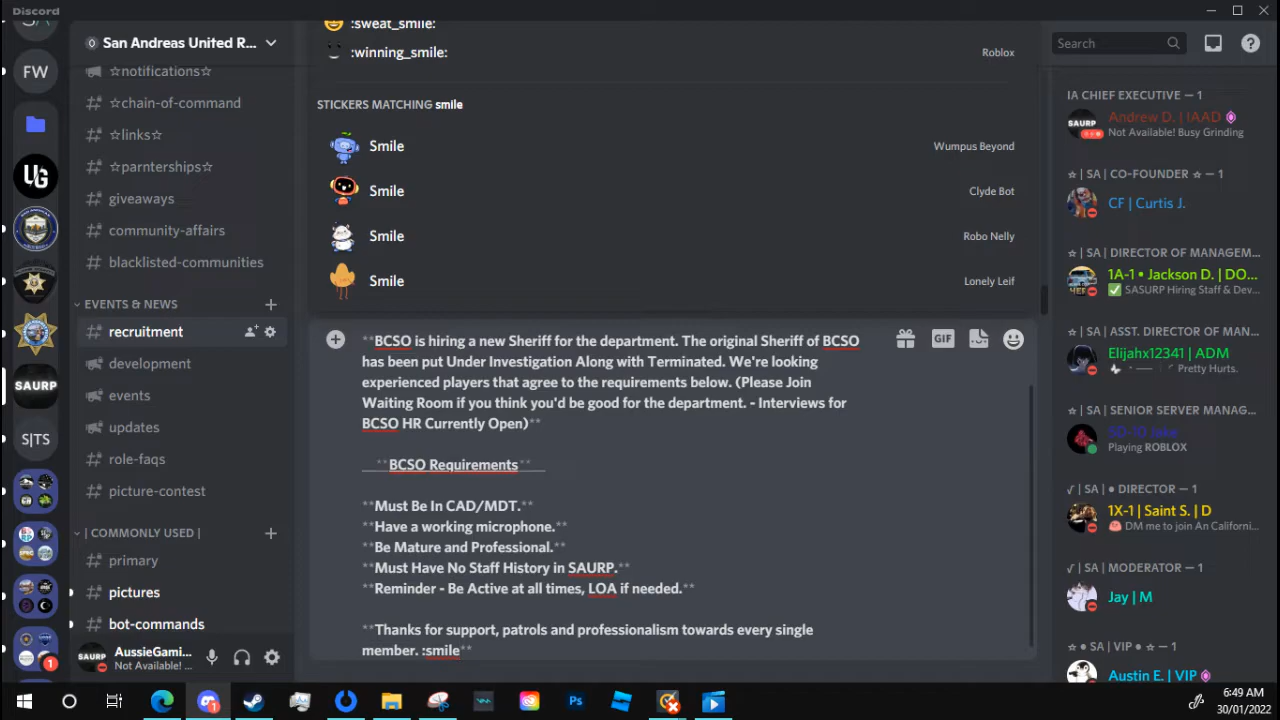 Discord
San Andreas United R...
☆notifications☆
☆chain-of-command
☆links☆
☆parnterships☆
giveaways
community-affairs
blacklisted-communities
EVENTS & NEWS
recruitment
development
events
updates
role-faqs
picture-contest
| COMMONLY USED |
primary
pictures
bot-commands
AussieGami...
Not Available! ...
FW
UG
SAURP
S|TS
1
:sweat_smile:
:winning_smile:
Roblox
STICKERS MATCHING smile
Smile
Wumpus Beyond
Smile
Clyde Bot
Smile
Robo Nelly
Smile
Lonely Leif
**BCSO is hiring a new Sheriff for the department. The original Sheriff of BCSO
has been put Under Investigation Along with Terminated. We're looking
experienced players that agree to the requirements below. (Please Join
Waiting Room if you think you'd be good for the department. - Interviews for
BCSO HR Currently Open)**
__**BCSO Requirements**__
**Must Be In CAD/MDT.**
**Have a working microphone.**
**Be Mature and Professional.**
**Must Have No Staff History in SAURP.**
**Reminder - Be Active at all times, LOA if needed.**
**Thanks for support, patrols and professionalism towards every single
member. :smile**
GIF
Search
IA CHIEF EXECUTIVE — 1
Andrew D. | IAAD
Not Available! Busy Grinding
☆ | SA | CO-FOUNDER ☆ — 1
CF | Curtis J.
☆ | SA | DIRECTOR OF MANAGEM...
1A-1 • Jackson D. | DO...
SASURP Hiring Staff & Dev...
☆ | SA | ASST. DIRECTOR OF MAN...
Elijahx12341 | ADM
Pretty Hurts.
☆ | SA | SENIOR SERVER MANAG...
Playing ROBLOX
√ | SA | ● DIRECTOR — 1
1X-1 | Saint S. | D
DM me to join An Californi...
√ | SA | MODERATOR — 1
Jay | M
● | SA | VIP ● ☆ — 1
Austin E. | VIP
Ps
6:49 AM
30/01/2022